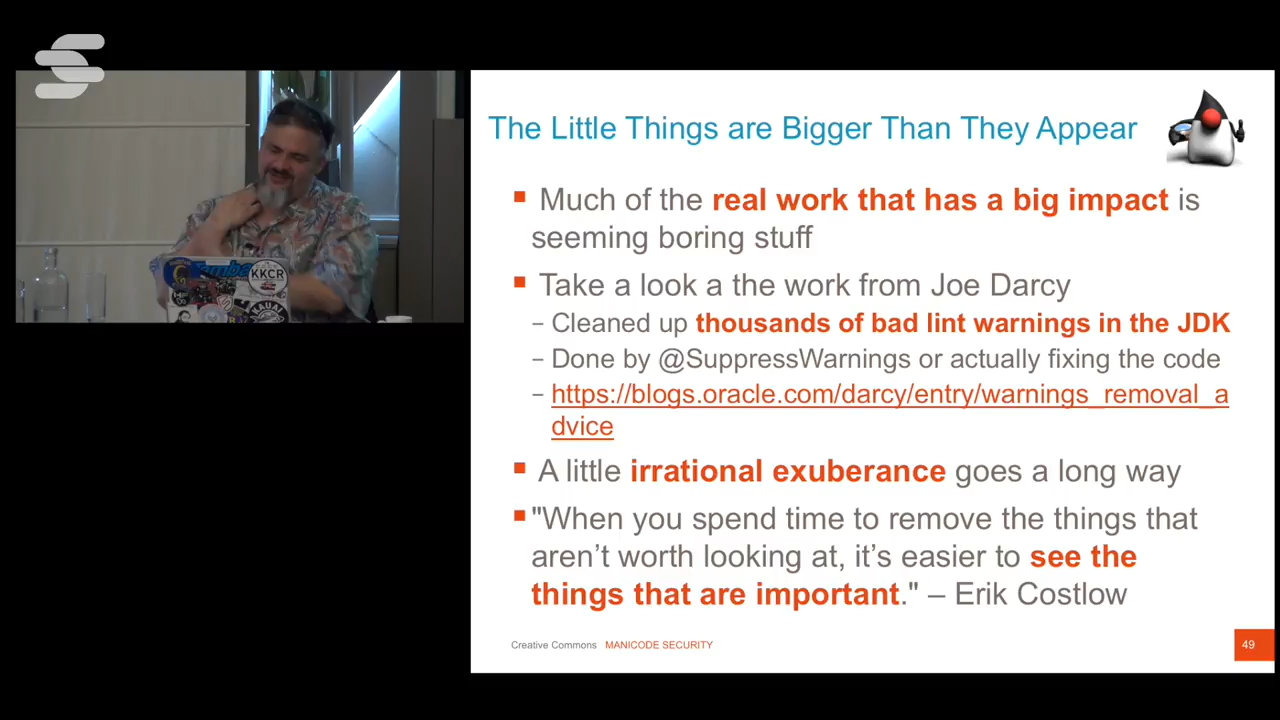 The Little Things are Bigger Than They Appear
Much of the real work that has a big impact is
seeming boring stuff
Take a look a the work from Joe Darcy
– Cleaned up thousands of bad lint warnings in the JDK
– Done by @SuppressWarnings or actually fixing the code
– https://blogs.oracle.com/darcy/entry/warnings_removal_a
dvice
A little irrational exuberance goes a long way
"When you spend time to remove the things that
aren’t worth looking at, it’s easier to see the
things that are important." – Erik Costlow
Creative Commons MANICODE SECURITY
49
KKCR
KAUAI